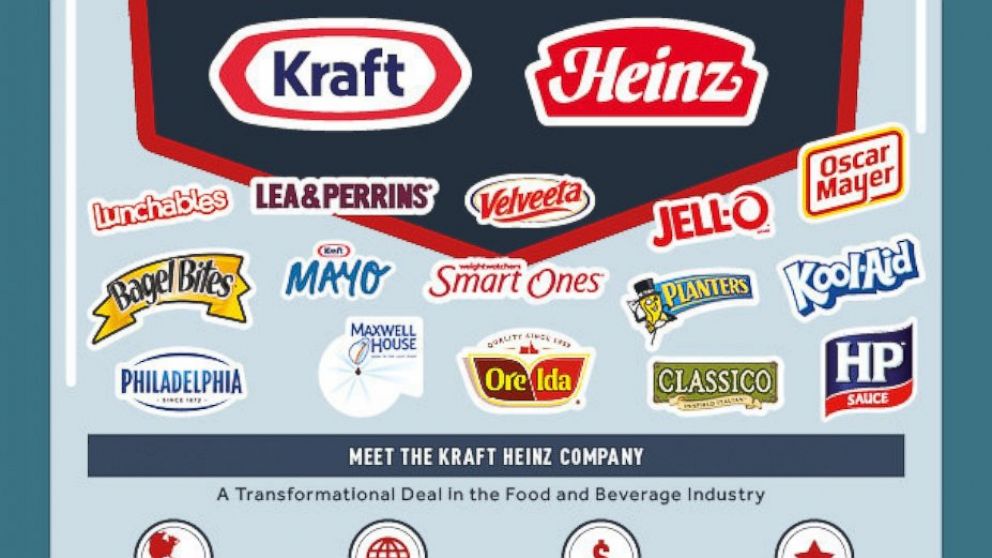 Kraft
Heinz
Lunchables
LEA & PERRINS
Velveeta
JELL-O
Oscar
Mayer
Bagel Bites
Kraft
MAYO
weightwatchers
Smart Ones
PLANTERS
Kool-Aid
PHILADELPHIA
SINCE 1872
MAXWELL
HOUSE
QUALITY SINCE 1952
Ore Ida
CLASSICO
HP
SAUCE
MEET THE KRAFT HEINZ COMPANY
A Transformational Deal in the Food and Beverage Industry
$